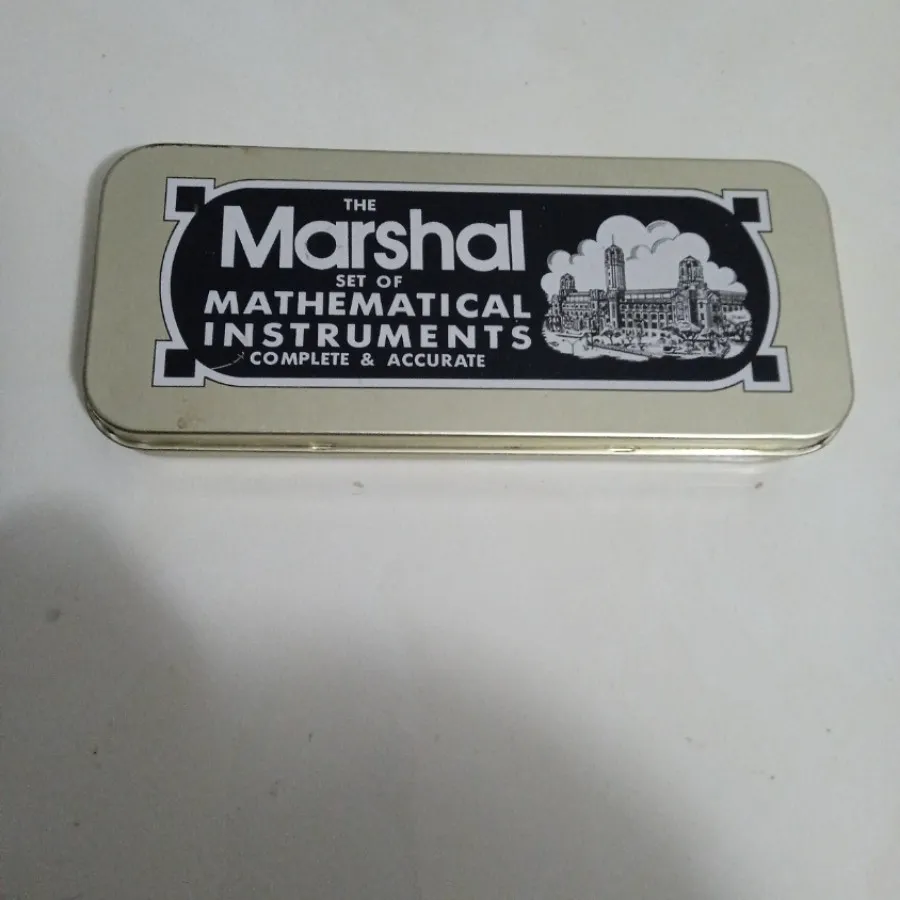 THE
Marshal
SET OF
MATHEMATICAL
INSTRUMENTS
COMPLETE & ACCURATE